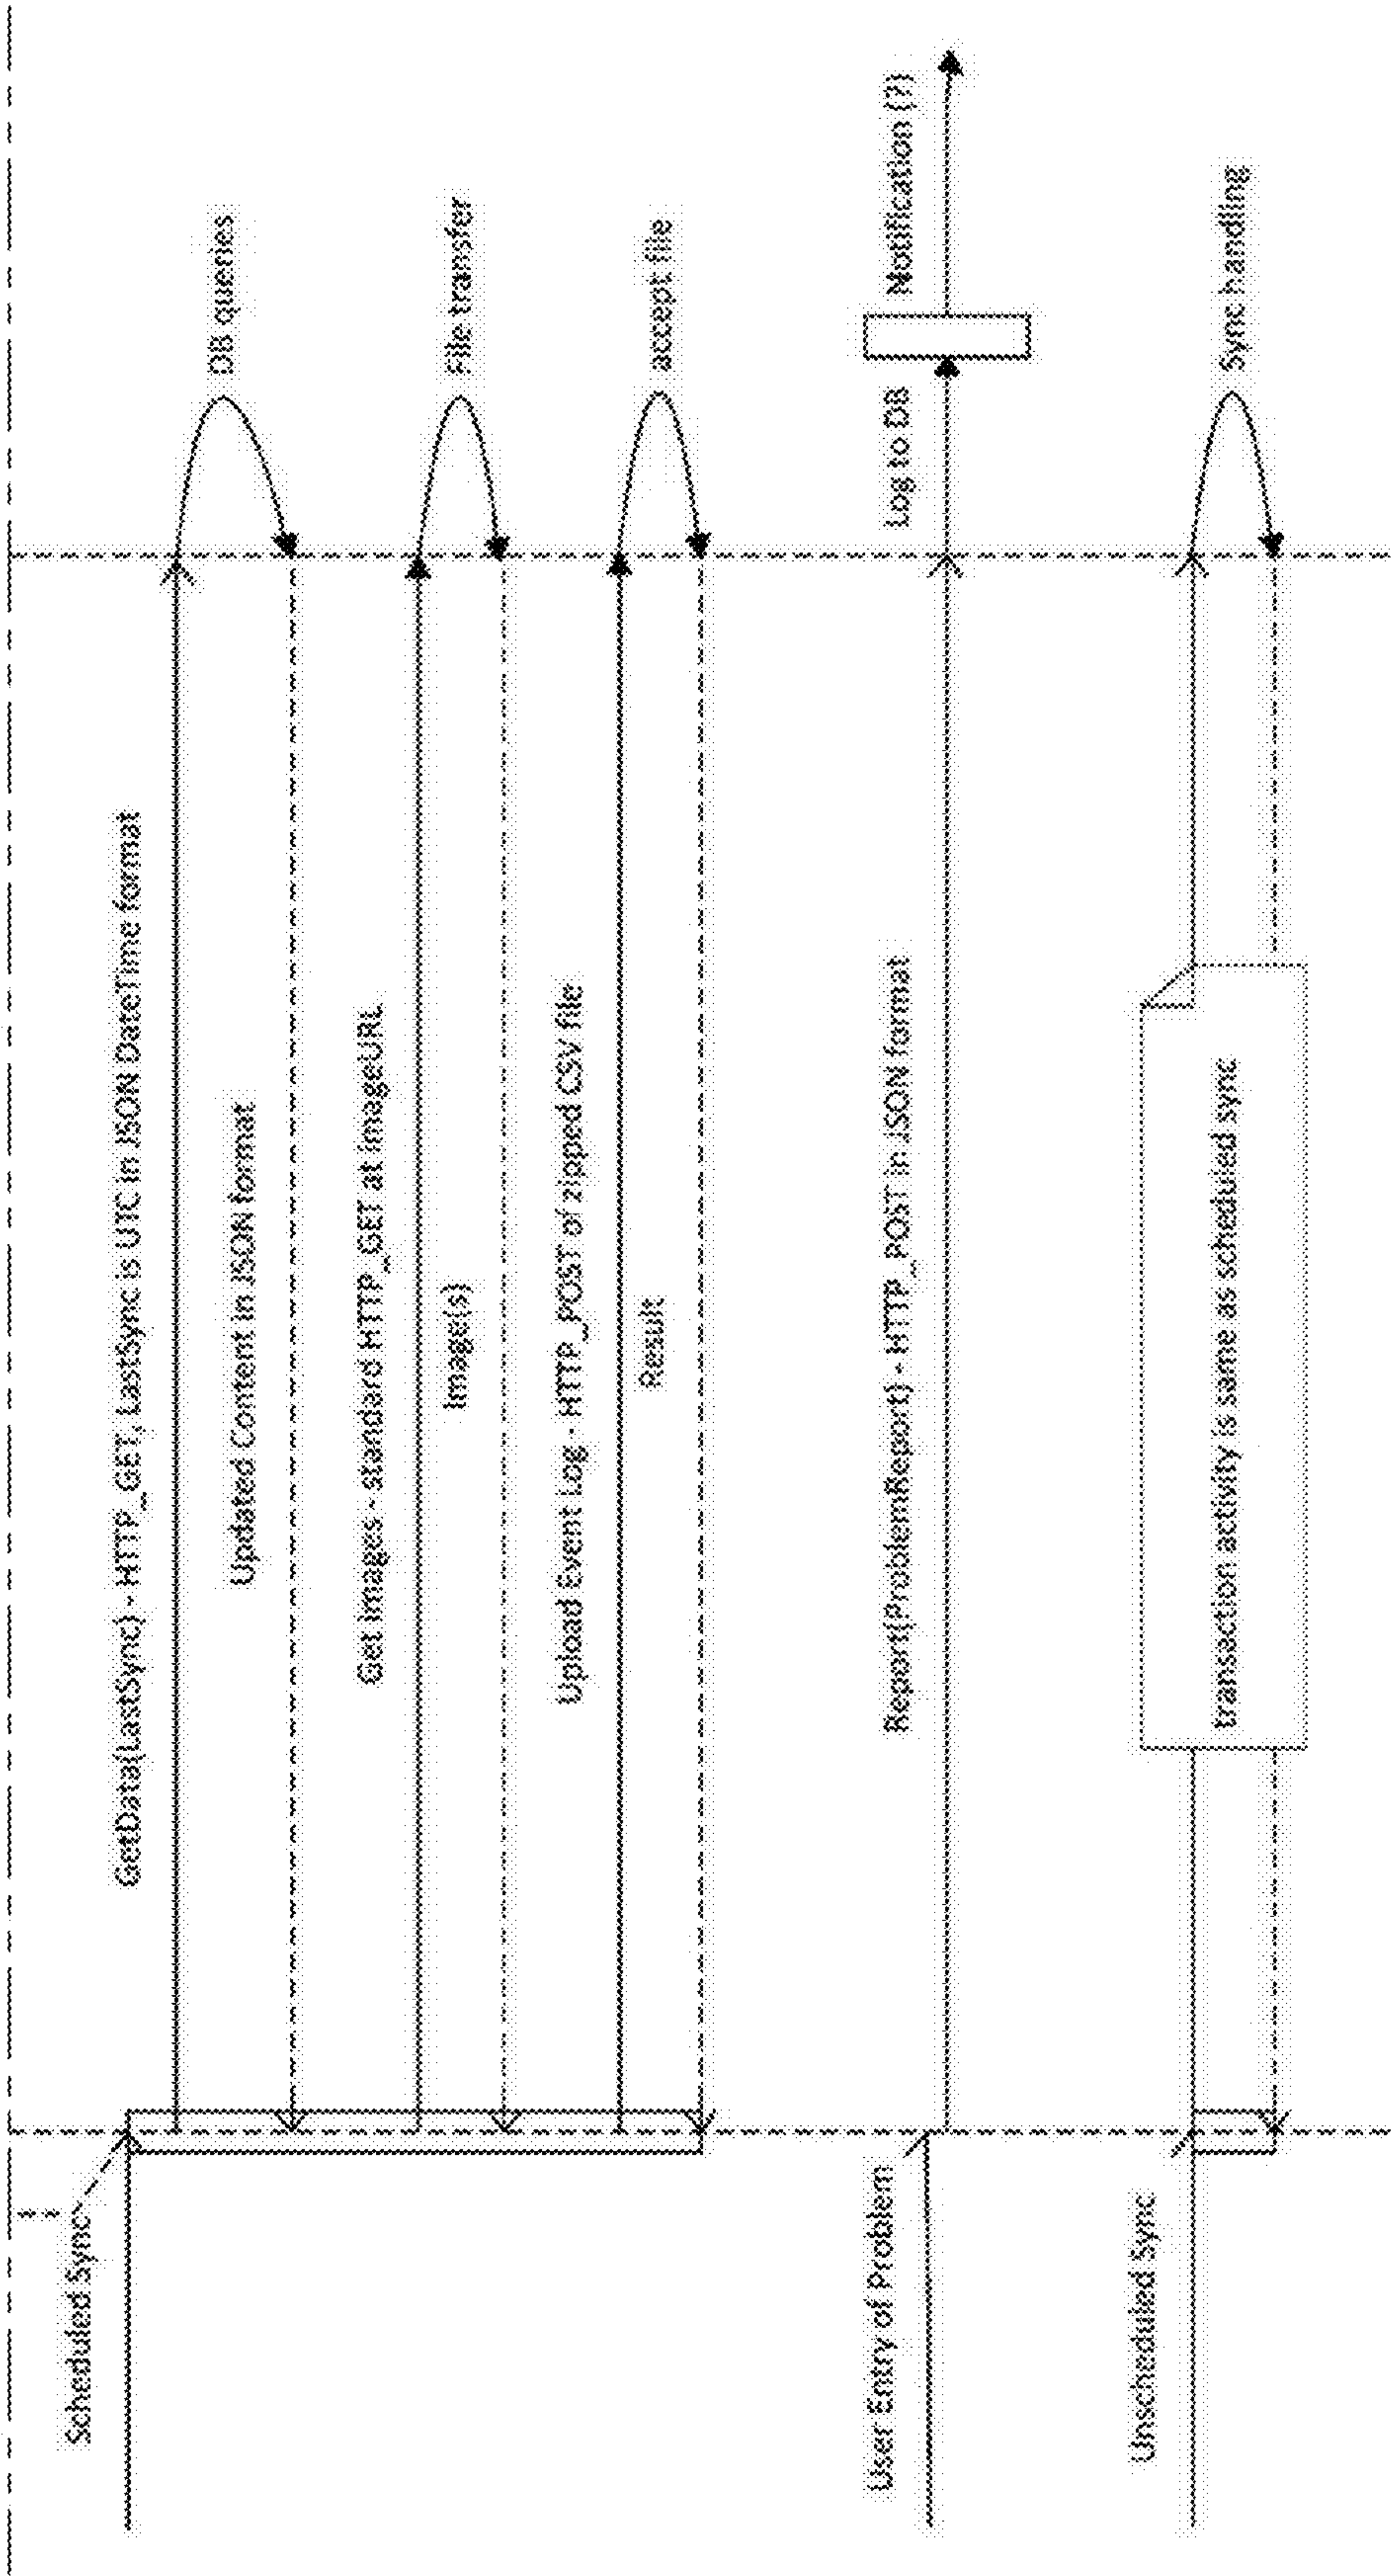 Scheduled Sync
GetData(LastSync) - HTTP_GET, LastSync is UTC in JSON DateTime format
DB queries
Updated Content in JSON format
Get Images - standard HTTP_GET at imageURL
File transfer
Image(s)
Upload Event Log - HTTP_POST of zipped CSV file
accept file
Result
User Entry of Problem
Report(ProblemReport) - HTTP_POST in JSON format
Log to DB
Notification (?)
Unscheduled Sync
transaction activity is same as scheduled sync
Sync handling